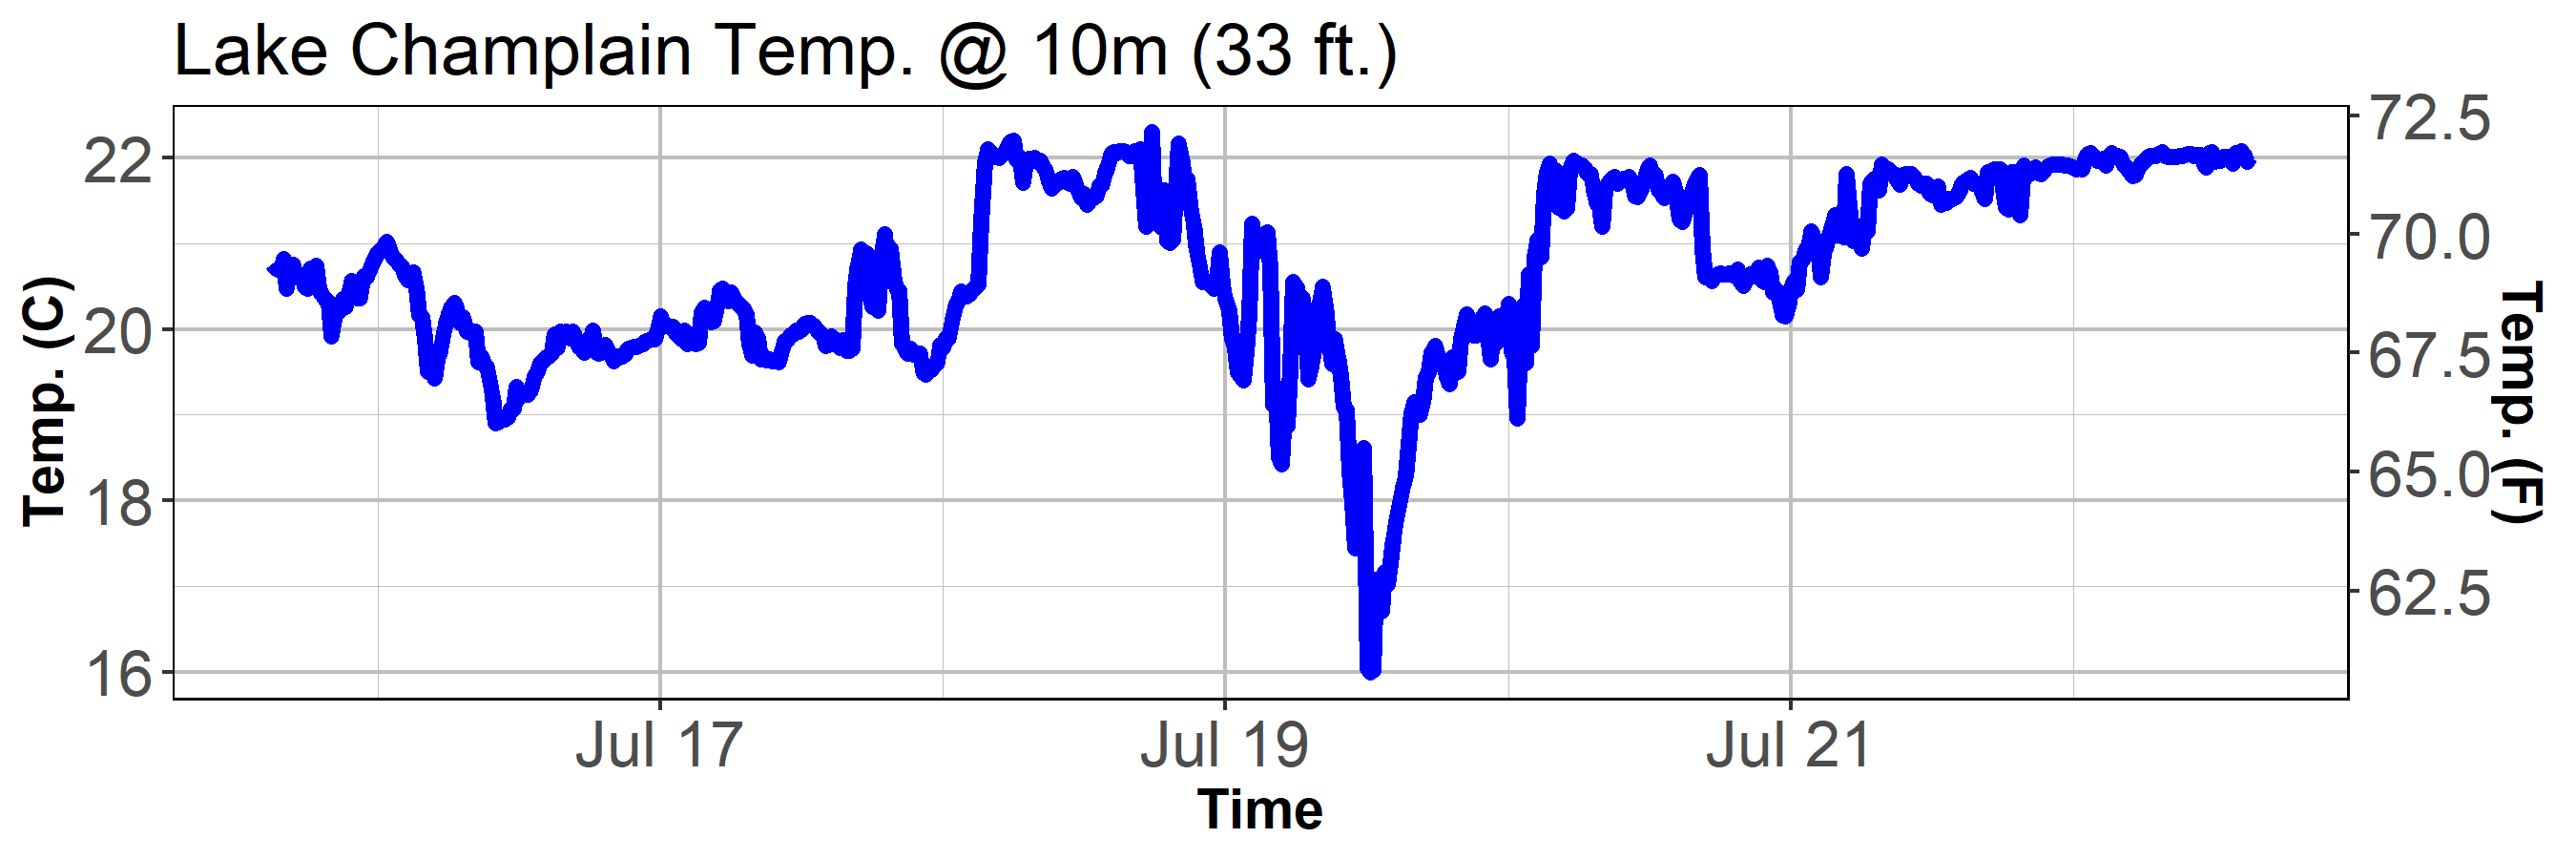 Lake Champlain Temp. @ 10m (33 ft.)
Temp. (C)
22
20
18
16
72.5
70.0
67.5
65.0
62.5
Temp. (F)
Jul 17
Jul 19
Jul 21
Time